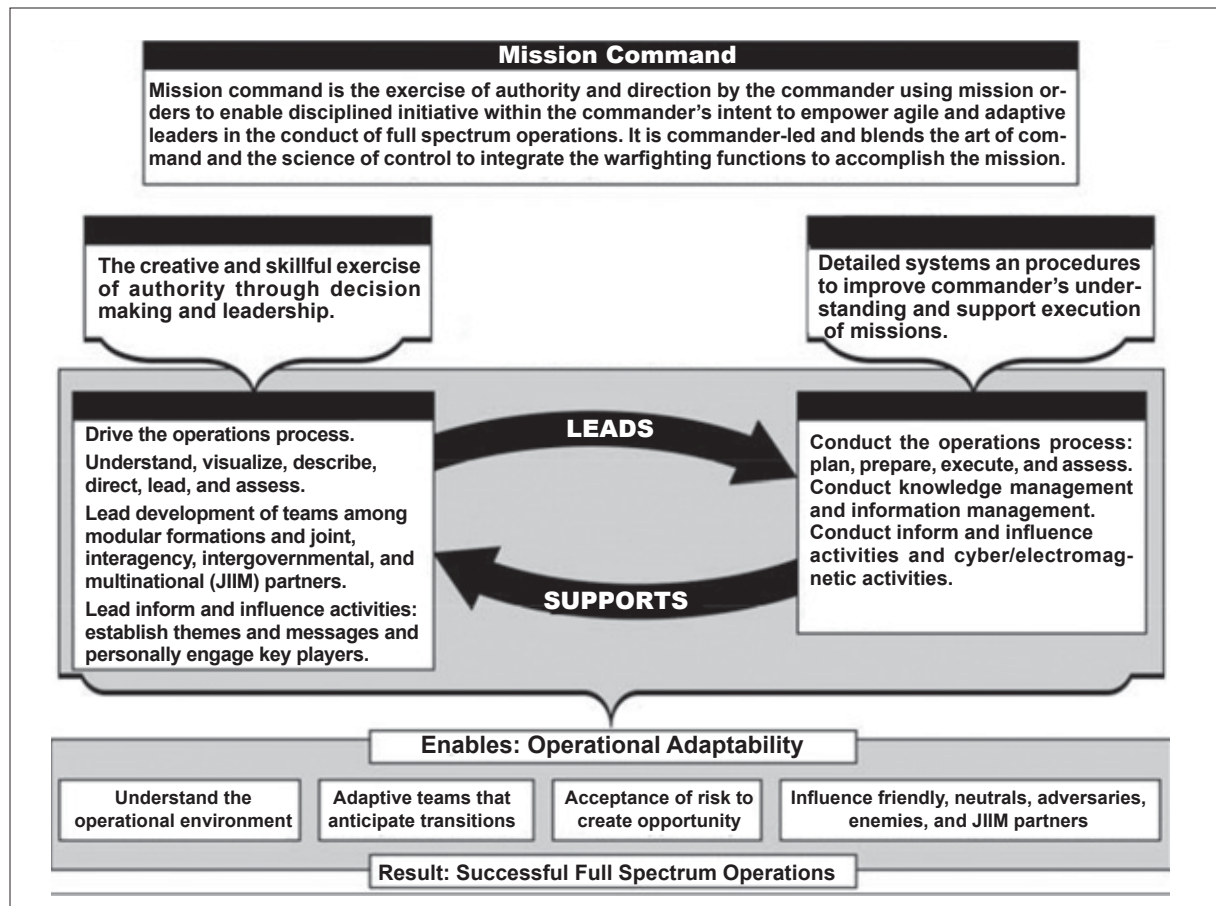 Mission Command
Mission command is the exercise of authority and direction by the commander using mission or-
ders to enable disciplined initiative within the commander’s intent to empower agile and adaptive
leaders in the conduct of full spectrum operations. It is commander-led and blends the art of com-
mand and the science of control to integrate the warfighting functions to accomplish the mission.
The creative and skillful exercise
of authority through decision
making and leadership.
Detailed systems an procedures
to improve commander’s under-
standing and support execution
of missions.
Drive the operations process.
Understand, visualize, describe,
direct, lead, and assess.
Lead development of teams among
modular formations and joint,
interagency, intergovernmental, and
multinational (JIIM) partners.
Lead inform and influence activities:
establish themes and messages and
personally engage key players.
LEADS
SUPPORTS
Conduct the operations process:
plan, prepare, execute, and assess.
Conduct knowledge management
and information management.
Conduct inform and influence
activities and cyber/electromag-
netic activities.
Enables: Operational Adaptability
Understand the
operational environment
Adaptive teams that
anticipate transitions
Acceptance of risk to
create opportunity
Influence friendly, neutrals, adversaries,
enemies, and JIIM partners
Result: Successful Full Spectrum Operations